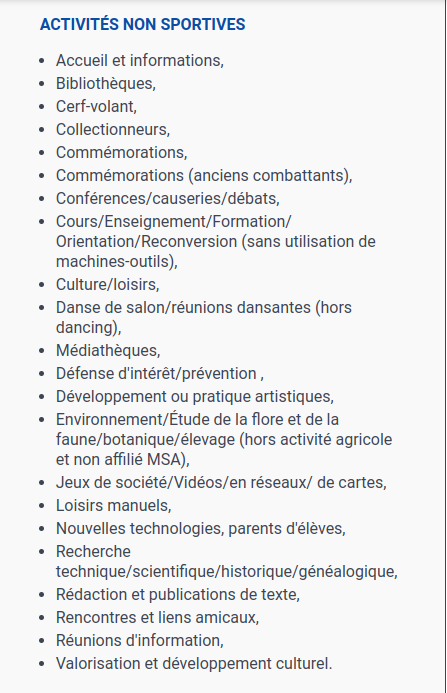 ACTIVITÉS NON SPORTIVES
• Accueil et informations,
• Bibliothèques,
• Cerf-volant,
• Collectionneurs,
• Commémorations,
• Commémorations (anciens combattants),
• Conférences/causeries/débats,
• Cours/Enseignement/Formation/
Orientation/Reconversion (sans utilisation de
machines-outils),
• Culture/loisirs,
• Danse de salon/réunions dansantes (hors
dancing),
• Médiathèques,
• Défense d'intérêt/prévention ,
• Développement ou pratique artistiques,
• Environnement/Étude de la flore et de la
faune/botanique/élevage (hors activité agricole
et non affilié MSA),
• Jeux de société/Vidéos/en réseaux/ de cartes,
• Loisirs manuels,
• Nouvelles technologies, parents d'élèves,
• Recherche
technique/scientifique/historique/généalogique,
• Rédaction et publications de texte,
• Rencontres et liens amicaux,
• Réunions d'information,
• Valorisation et développement culturel.